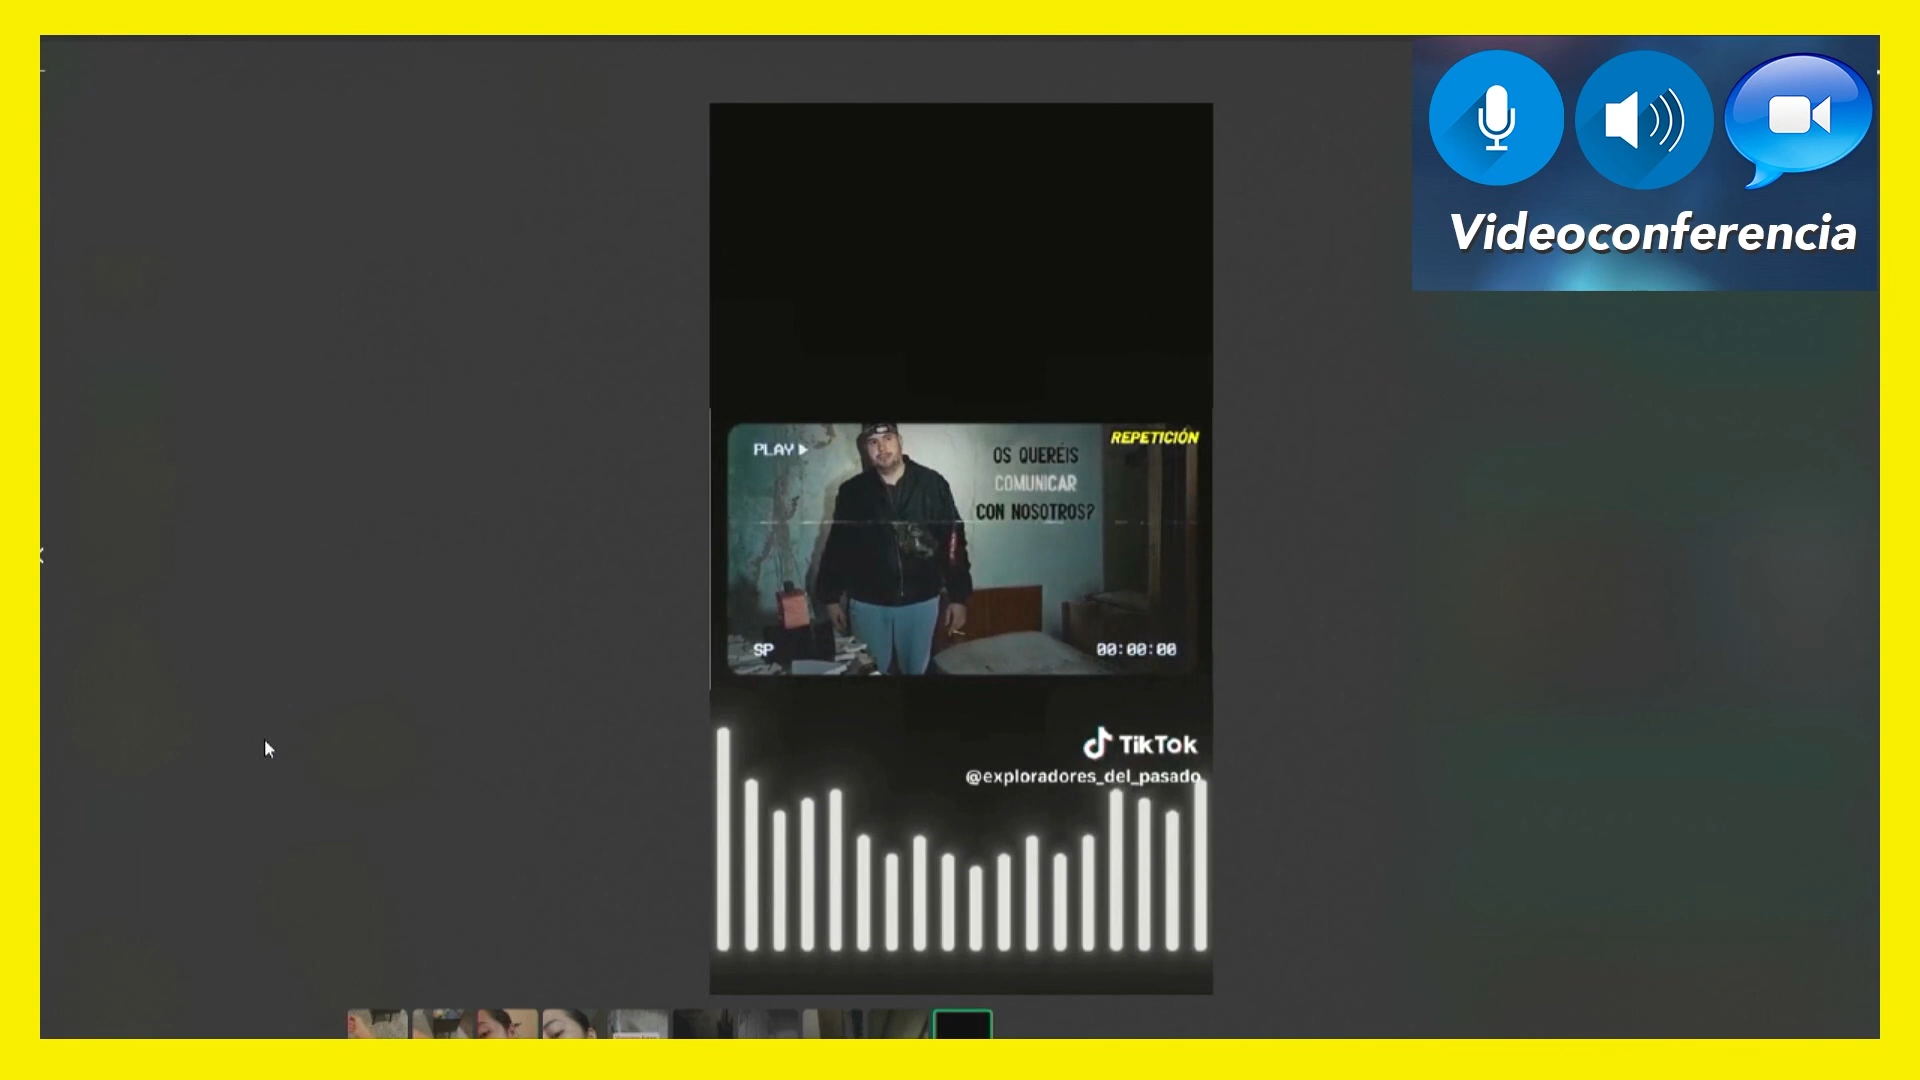 Videoconferencia
PLAY
REPETICIÓN
OS QUERÉIS
COMUNICAR
CON NOSOTROS?
SP
00:00:00
TikTok
@exploradores_del_pasado